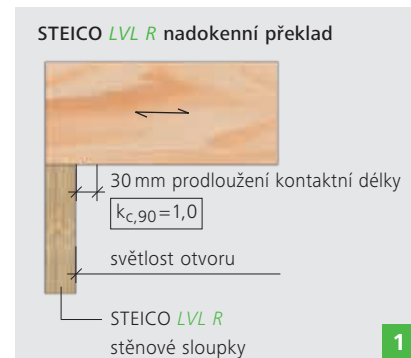 STEICO LVL R nadokenní překlad
30 mm prodloužení kontaktní délky
kc,90=1,0
světlost otvoru
STEICO LVL R
stěnové sloupky
1